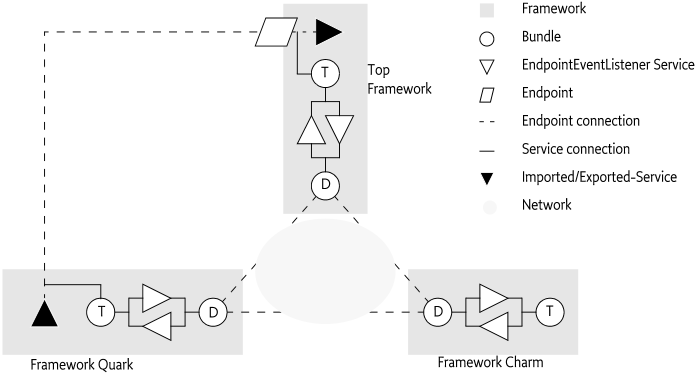 Framework
Bundle
EndpointEventListener Service
Endpoint
Endpoint connection
Service connection
Imported/Exported-Service
Network
T
Top
Framework
D
T
D
D
T
Framework Quark
Framework Charm